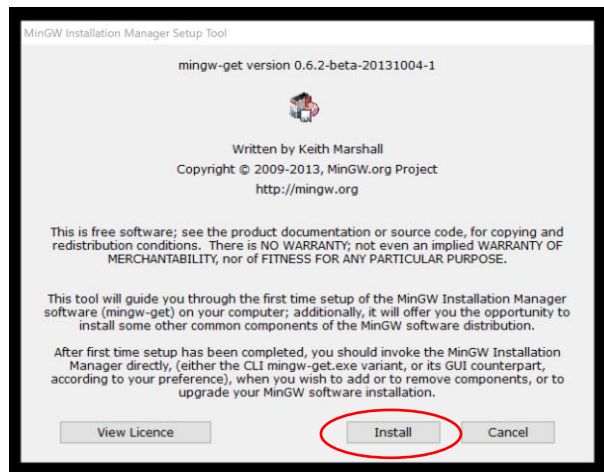 MinGW Installation Manager Setup Tool
mingw-get version 0.6.2-beta-20131004-1
Written by Keith Marshall
Copyright © 2009-2013, MinGW.org Project
http://mingw.org
This is free software; see the product documentation or source code, for copying and
redistribution conditions. There is NO WARRANTY; not even an implied WARRANTY OF
MERCHANTABILITY, nor of FITNESS FOR ANY PARTICULAR PURPOSE.
This tool will guide you through the first time setup of the MinGW Installation Manager
software (mingw-get) on your computer; additionally, it will offer you the opportunity to
install some other common components of the MinGW software distribution.
After first time setup has been completed, you should invoke the MinGW Installation
Manager directly, (either the CLI mingw-get.exe variant, or its GUI counterpart,
according to your preference), when you wish to add or to remove components, or to
upgrade your MinGW software installation.
View Licence Install Cancel